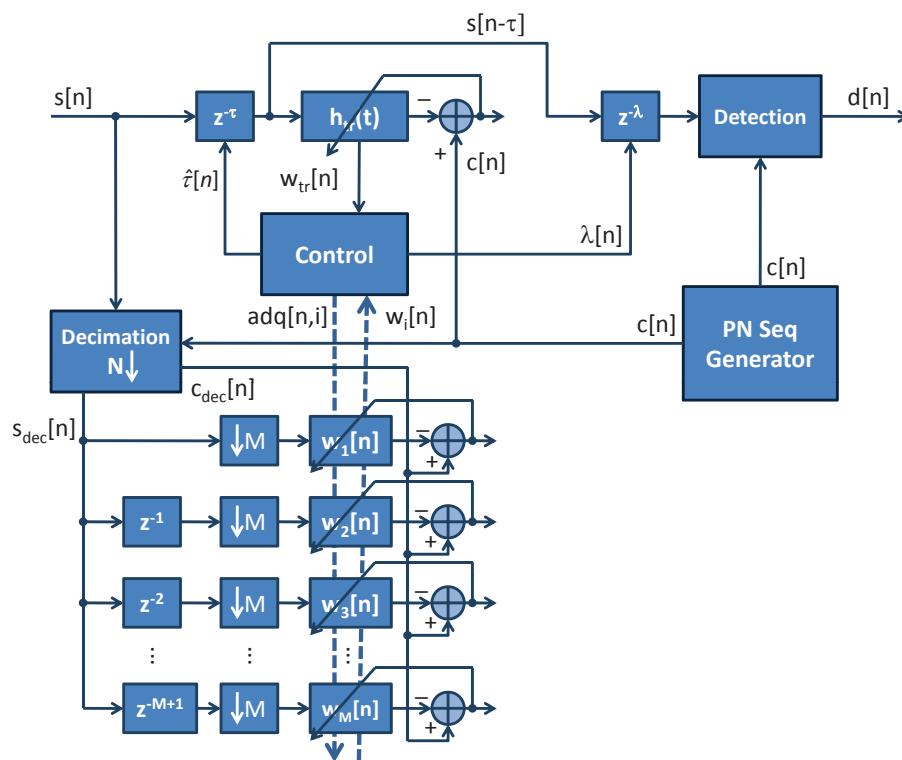 s[n-τ]
s[n]
z^-τ
h_tr(t)
−
+
c[n]
z^-λ
Detection
d[n]
τ̂[n]
w_tr[n]
Control
λ[n]
c[n]
adq[n,i]
w_i[n]
c[n]
PN Seq
Generator
Decimation
N↓
c_dec[n]
s_dec[n]
↓M
w_1[n]
−
+
z^-1
↓M
w_2[n]
−
+
z^-2
↓M
w_3[n]
−
+
⋮ ⋮ ⋮
z^-M+1
↓M
w_M[n]
−
+